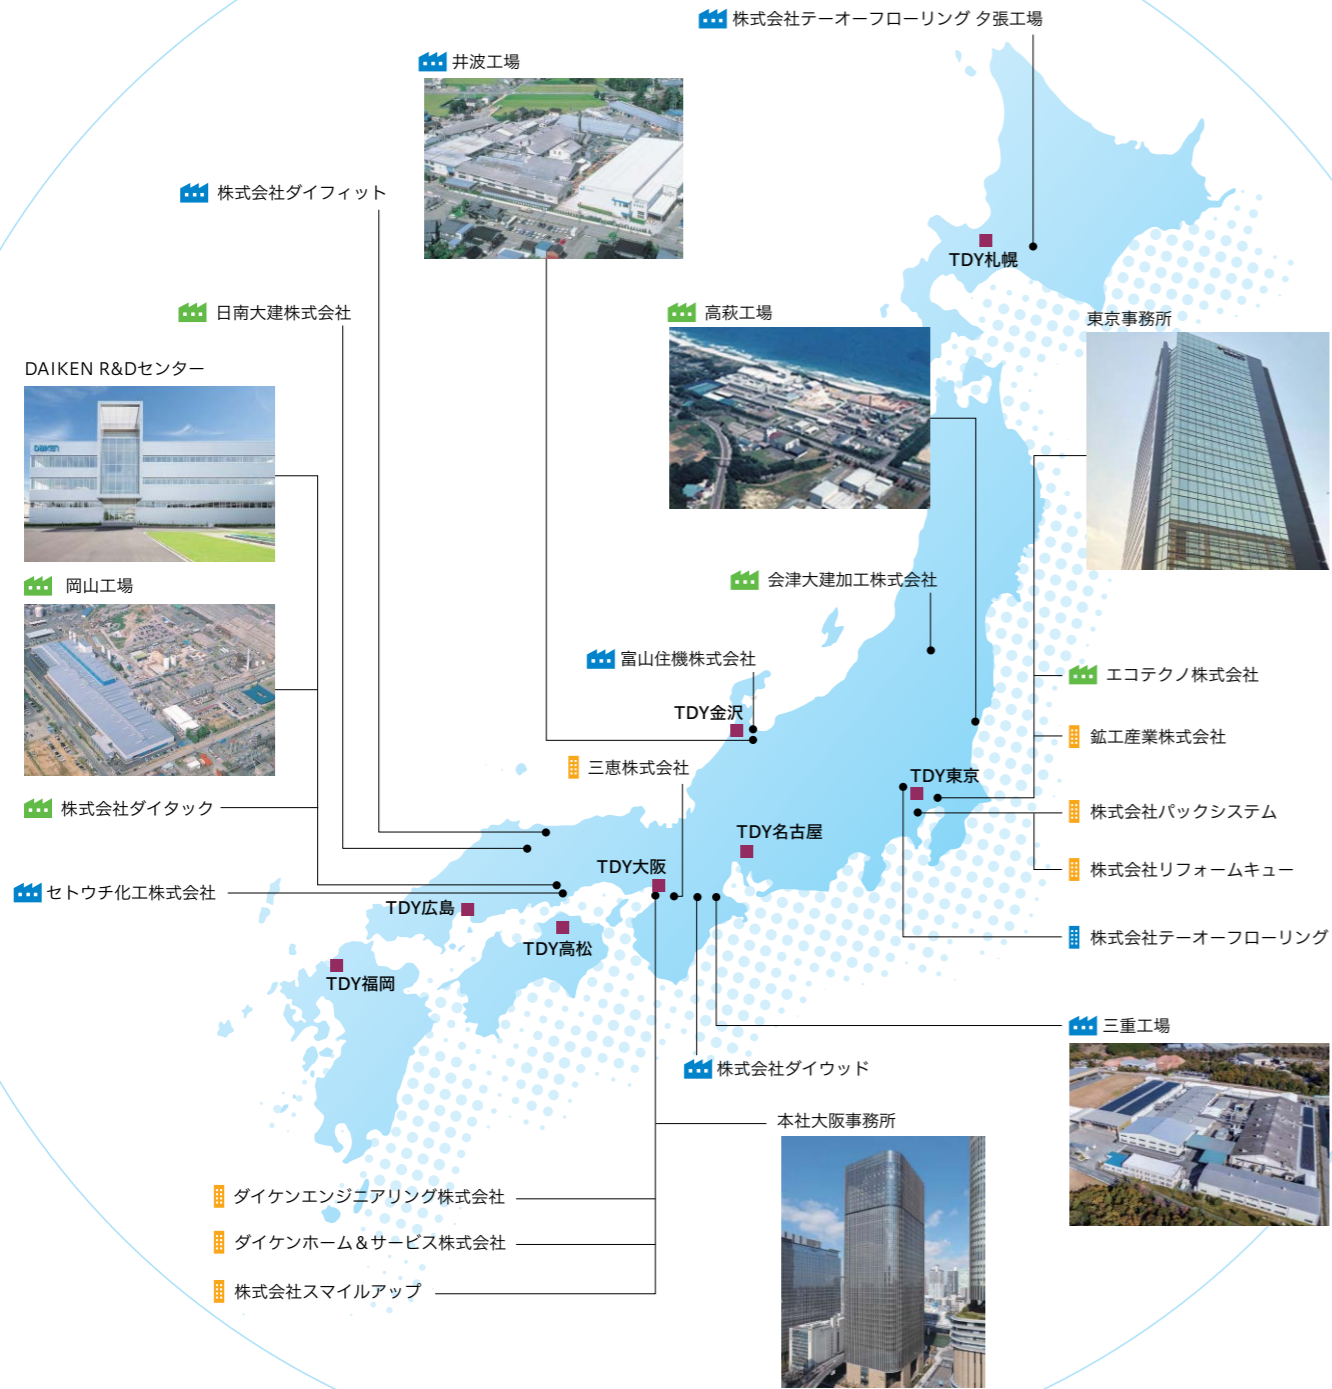 株式会社テーオーフローリング 夕張工場
井波工場
株式会社ダイフィット
TDY札幌
日南大建株式会社
高萩工場
東京事務所
DAIKEN R&Dセンター
DAIKEN
岡山工場
会津大建加工株式会社
富山住機株式会社
エコテクノ株式会社
TDY金沢
鉱工産業株式会社
三恵株式会社
TDY東京
株式会社ダイタック
株式会社パックシステム
TDY名古屋
TDY大阪
株式会社リフォームキュー
セトウチ化工株式会社
TDY広島
TDY高松
株式会社テーオーフローリング
TDY福岡
三重工場
株式会社ダイウッド
本社大阪事務所
ダイケンエンジニアリング株式会社
ダイケンホーム＆サービス株式会社
株式会社スマイルアップ